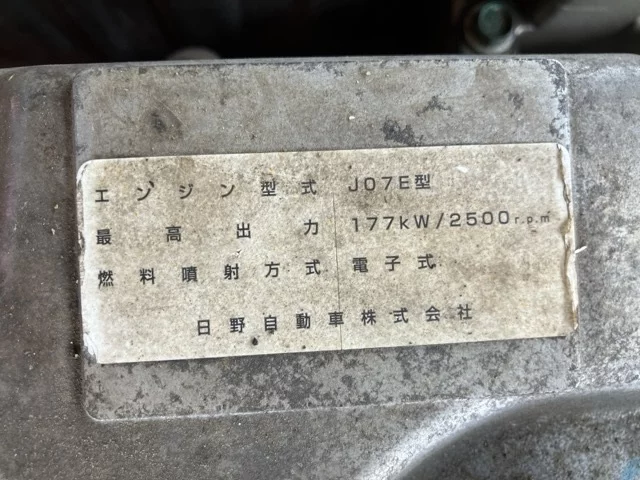 エンジン型式 J07E型
最高出力 177kW/2500r.p.m
燃料噴射方式 電子式
日野自動車株式会社